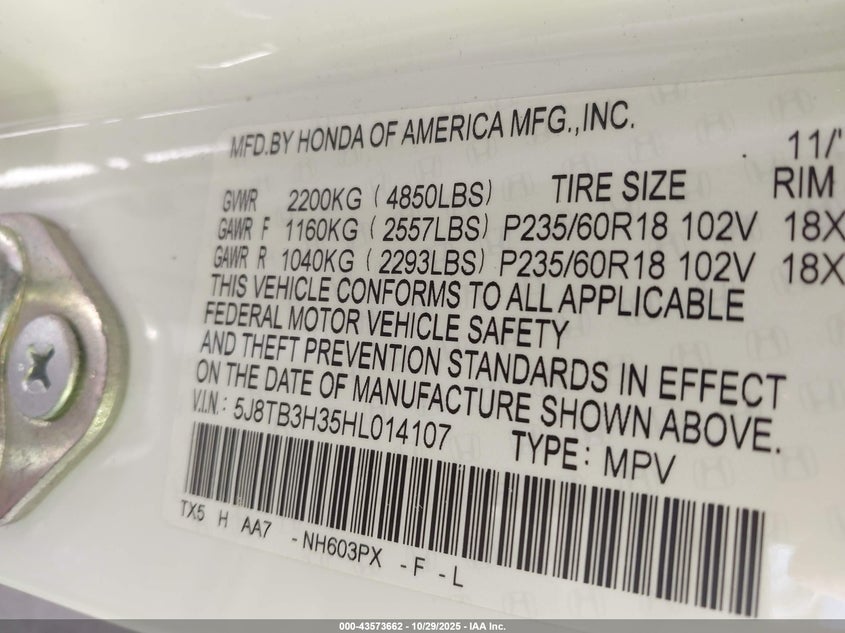 MFD.BY HONDA OF AMERICA MFG.,INC.
11/'
GVWR 2200KG (4850LBS) TIRE SIZE RIM
GAWR F 1160KG (2557LBS) P235/60R18 102V 18X
GAWR R 1040KG (2293LBS) P235/60R18 102V 18X
THIS VEHICLE CONFORMS TO ALL APPLICABLE
FEDERAL MOTOR VEHICLE SAFETY
AND THEFT PREVENTION STANDARDS IN EFFECT
ON THE DATE OF MANUFACTURE SHOWN ABOVE.
V.I.N.: 5J8TB3H35HL014107 TYPE: MPV
TX5 H AA7 -NH603PX -F -L
000-43573662 - 10/29/2025 - IAA Inc.